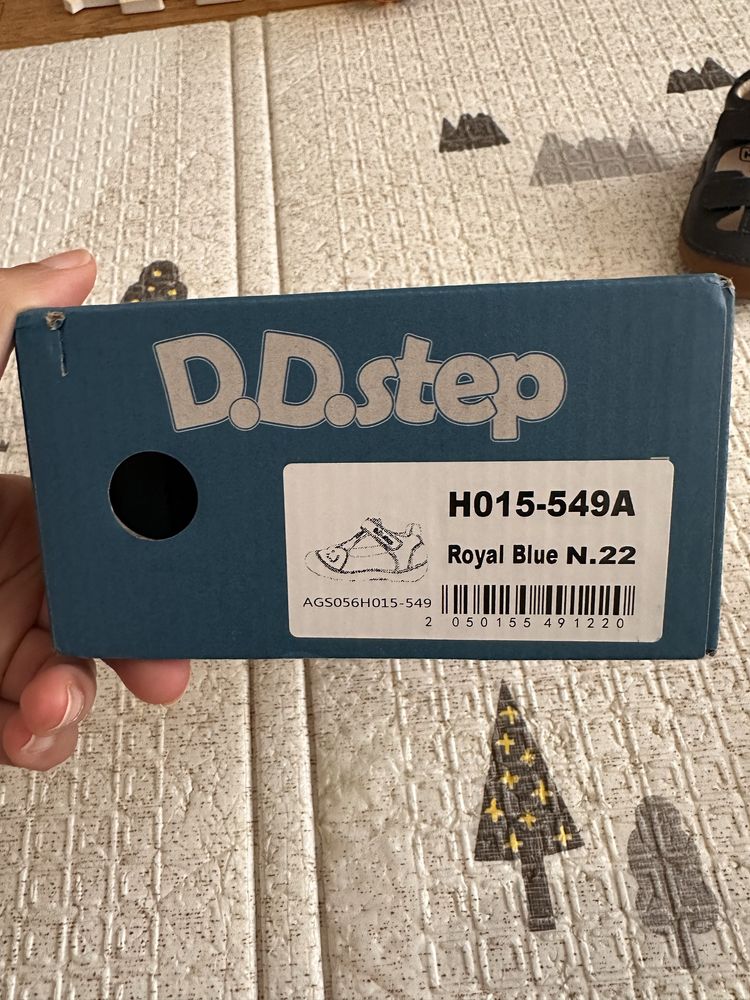 D.D.step
H015-549A
Royal Blue N.22
AGS056H015-549
2 050155 491220